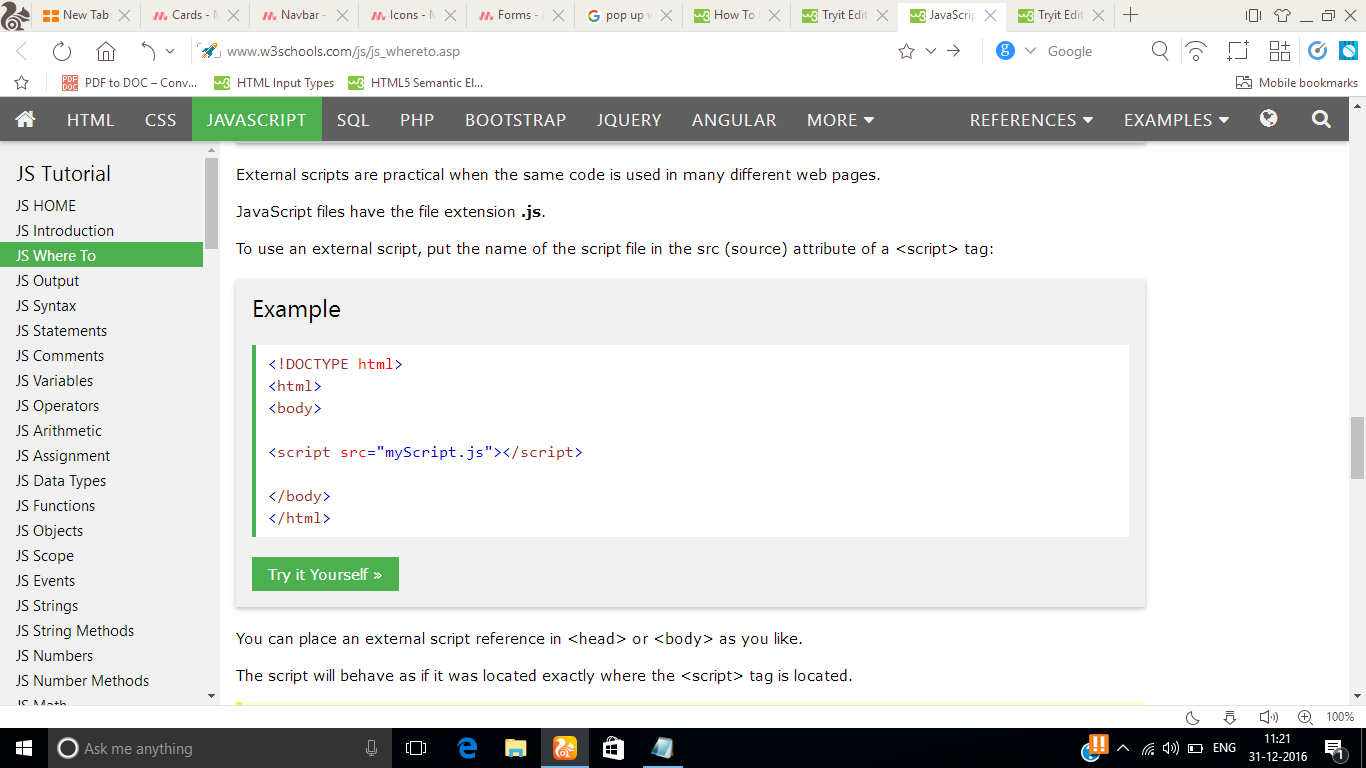 New Tab
Cards - M
Navbar -
Icons - M
Forms -
pop up w
How To
Tryit Edit
JavaScrip
Tryit Edit
www.w3schools.com/js/js_whereto.asp
Google
PDF to DOC – Conv...
HTML Input Types
HTML5 Semantic El...
Mobile bookmarks
HTML
CSS
JAVASCRIPT
SQL
PHP
BOOTSTRAP
JQUERY
ANGULAR
MORE
REFERENCES
EXAMPLES
JS Tutorial
JS HOME
JS Introduction
JS Where To
JS Output
JS Syntax
JS Statements
JS Comments
JS Variables
JS Operators
JS Arithmetic
JS Assignment
JS Data Types
JS Functions
JS Objects
JS Scope
JS Events
JS Strings
JS String Methods
JS Numbers
JS Number Methods
JS Math
External scripts are practical when the same code is used in many different web pages.
JavaScript files have the file extension .js.
To use an external script, put the name of the script file in the src (source) attribute of a <script> tag:
Example
<!DOCTYPE html>
<html>
<body>
<script src="myScript.js"></script>
</body>
</html>
Try it Yourself »
You can place an external script reference in <head> or <body> as you like.
The script will behave as if it was located exactly where the <script> tag is located.
100%
Ask me anything
ENG
11:21
31-12-2016
1